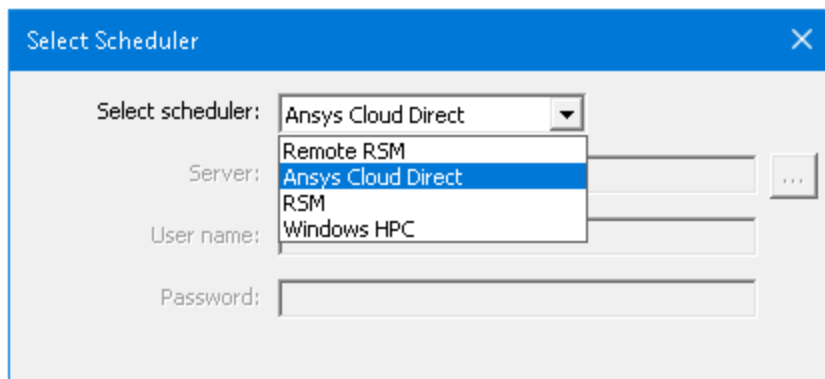 Select Scheduler
Select scheduler: Ansys Cloud Direct
Remote RSM
Server: Ansys Cloud Direct ...
RSM
User name: Windows HPC
Password: